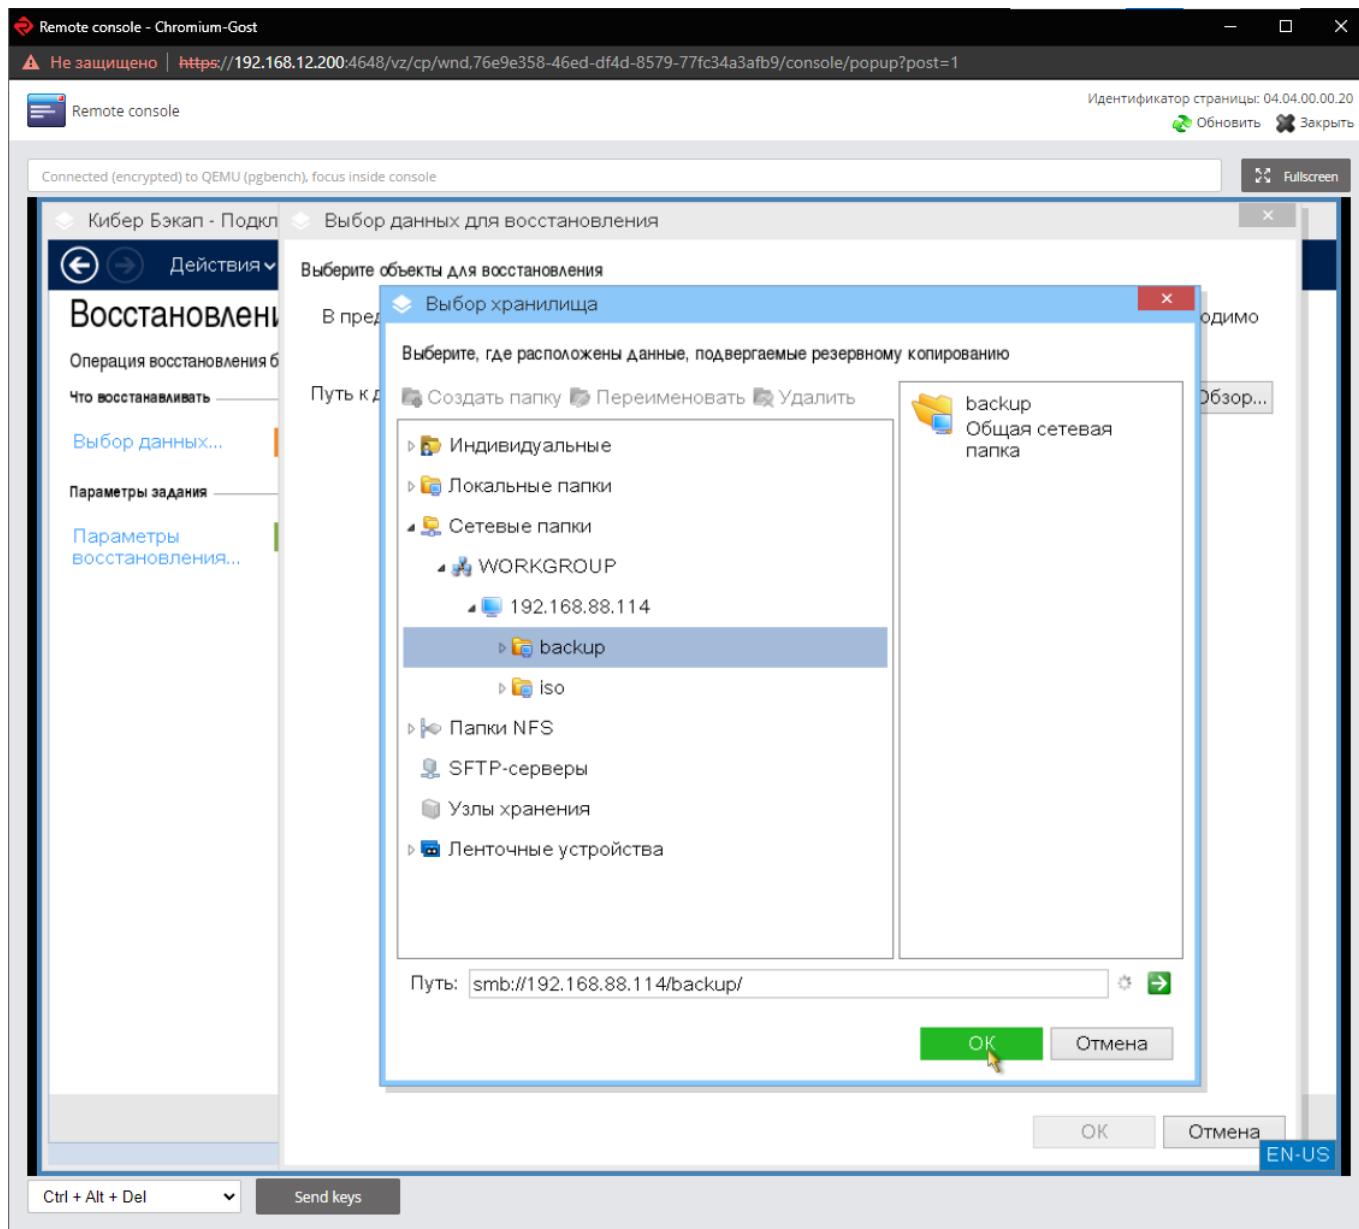 Remote console - Chromium-Gost
Не защищено | https://192.168.12.200:4648/vz/cp/wnd,76e9e358-46ed-df4d-8579-77fc34a3afb9/console/popup?post=1
Remote console
Идентификатор страницы: 04.04.00.00.20
Обновить Закрыть
Connected (encrypted) to QEMU (pgbench), focus inside console
Fullscreen
Кибер Бэкап - Подкл
Выбор данных для восстановления
Действия
Выберите объекты для восстановления
Восстановлен
В пред
одимо
Операция восстановления б
Что восстанавливать
Выбор данных...
Параметры задания
Параметры
восстановления...
Путь к д
Обзор...
Выбор хранилища
Выберите, где расположены данные, подвергаемые резервному копированию
Создать папку Переименовать Удалить
Индивидуальные
Локальные папки
Сетевые папки
WORKGROUP
192.168.88.114
backup
iso
Папки NFS
SFTP-серверы
Узлы хранения
Ленточные устройства
backup
Общая сетевая
папка
Путь: smb://192.168.88.114/backup/
OK Отмена
OK Отмена
EN-US
Ctrl + Alt + Del
Send keys